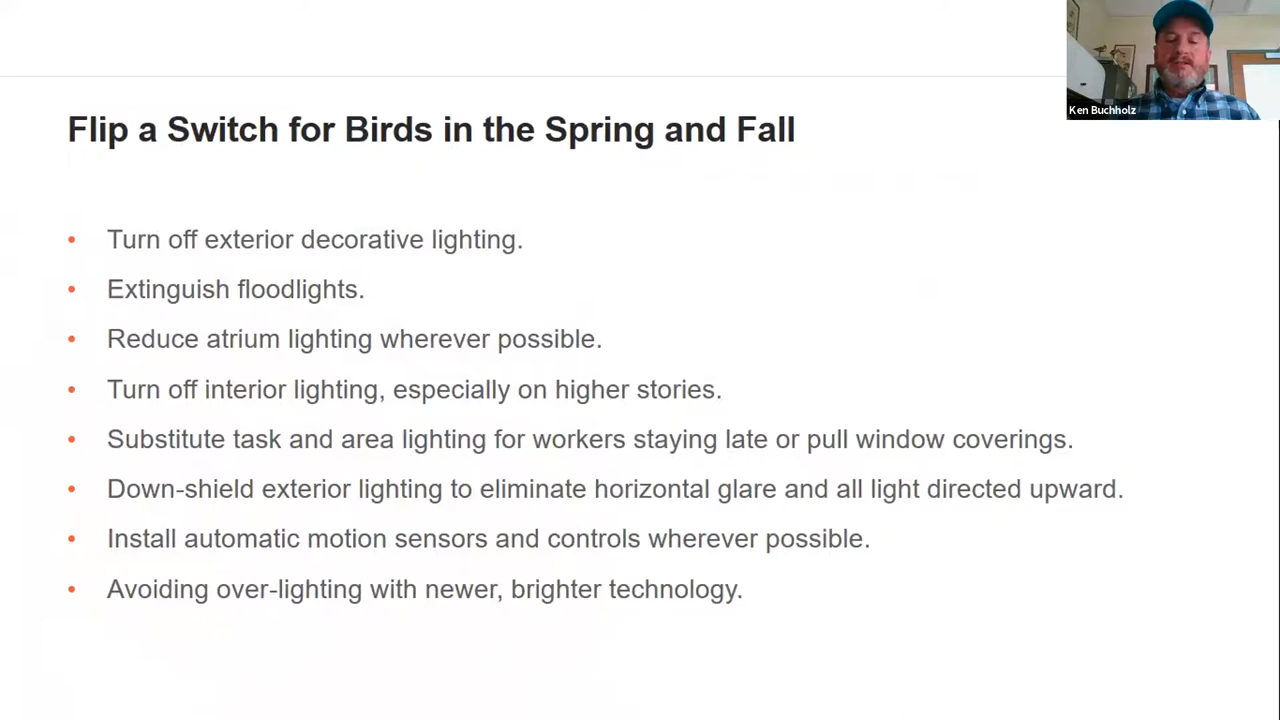 Ken Buchholz
Flip a Switch for Birds in the Spring and Fall
• Turn off exterior decorative lighting.
• Extinguish floodlights.
• Reduce atrium lighting wherever possible.
• Turn off interior lighting, especially on higher stories.
• Substitute task and area lighting for workers staying late or pull window coverings.
• Down-shield exterior lighting to eliminate horizontal glare and all light directed upward.
• Install automatic motion sensors and controls wherever possible.
• Avoiding over-lighting with newer, brighter technology.